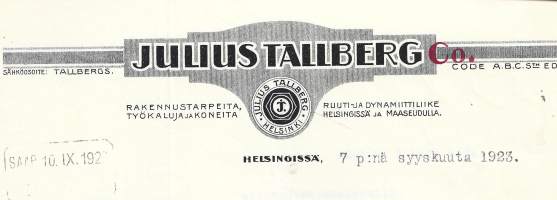 JULIUS TALLBERG Co.
SÄHKÖOSOITE: TALLBERGS.
CODE A.B.C. 5TH ED
RAKENNUSTARPEITA,
TYÖKALUJA JA KONEITA
JULIUS TALLBERG
J.T.
HELSINKI
RUUTI- JA DYNAMIITTILIIKE
HELSINGISSÄ JA MAASEUDULLA.
HELSINGISSÄ, 7 p:nä syyskuuta 1923.
SAAP 10. IX. 192